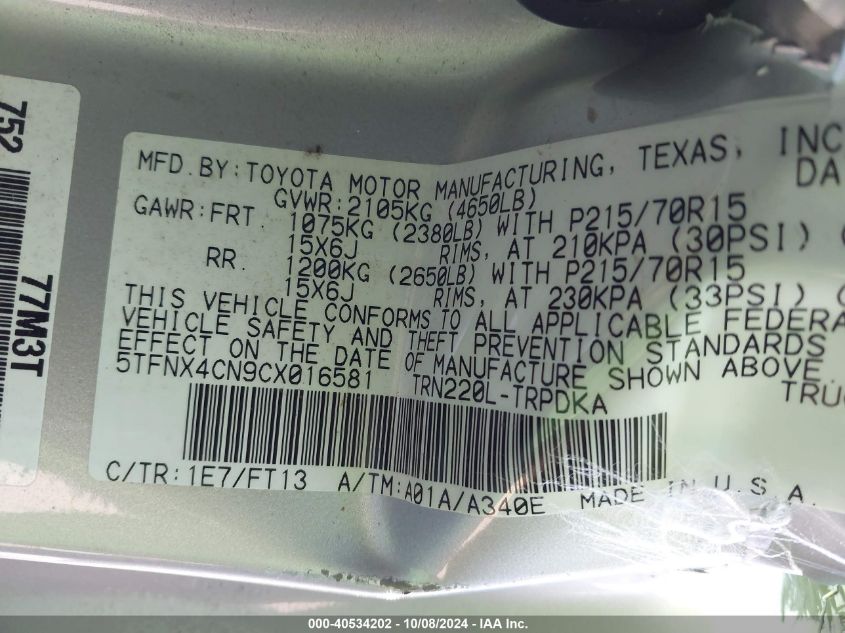 752
77M3T
MFD. BY: TOYOTA MOTOR MANUFACTURING, TEXAS, INC
DA
GVWR: 2105KG (4650LB)
GAWR: FRT 1075KG (2380LB) WITH P215/70R15
15X6J RIMS, AT 210KPA (30PSI) (
RR. 1200KG (2650LB) WITH P215/70R15
15X6J RIMS, AT 230KPA (33PSI) (
THIS VEHICLE CONFORMS TO ALL APPLICABLE FEDERA
VEHICLE SAFETY AND THEFT PREVENTION STANDARDS
EFFECT ON THE DATE OF MANUFACTURE SHOWN ABOVE
5TFNX4CN9CX016581 TRN220L-TRPDKA TRUC
C/TR: 1E7/FT13 A/TM: A01A/A340E MADE IN U.S.A.
000-40534202 - 10/08/2024 - IAA Inc.